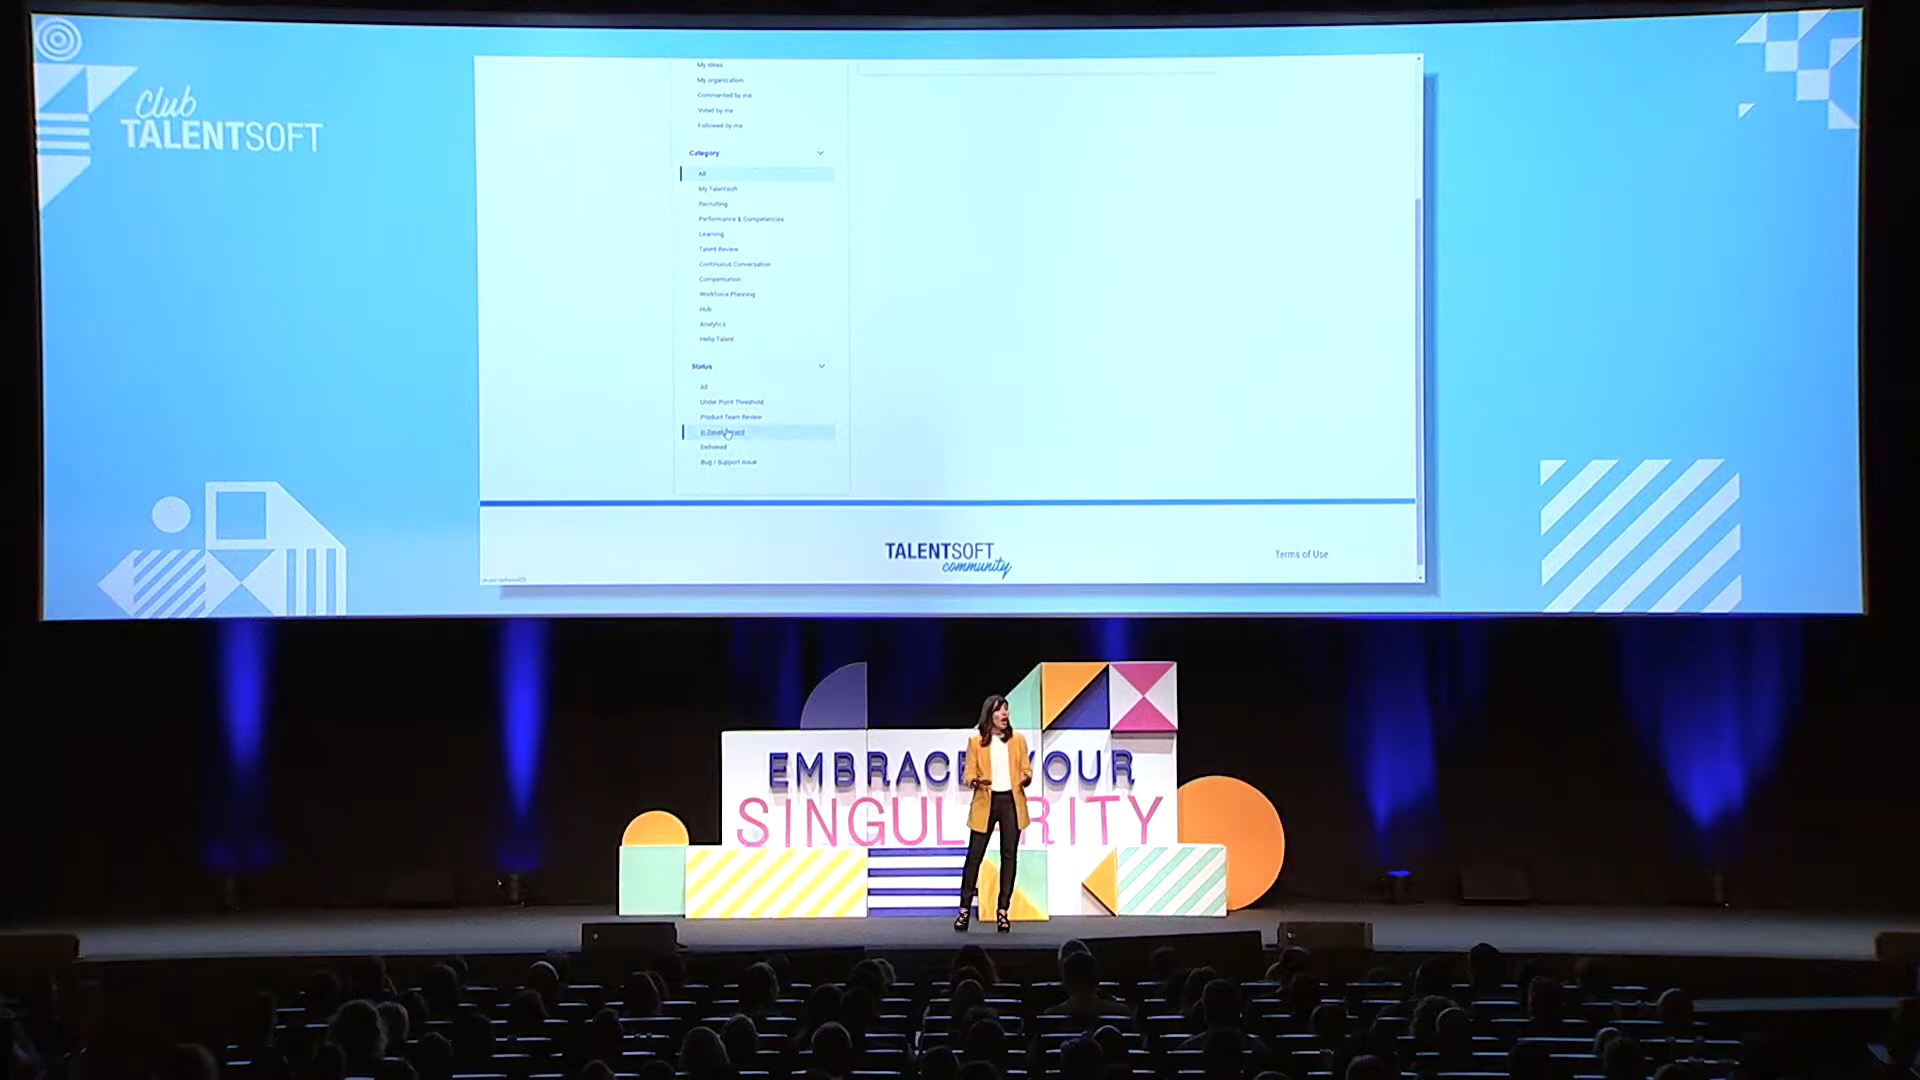 club
TALENTSOFT
My Ideas
My organization
Commented by me
Voted by me
Followed by me
Category
All
My Talentsoft
Recruiting
Performance & Competencies
Learning
Talent Review
Continuous Conversation
Compensation
Workforce Planning
Hub
Analytics
Hello Talent
Status
All
Under Point Threshold
Product Team Review
In Development
Delivered
Bug / Support Issue
TALENTSOFT
community
Terms of Use
EMBRACE YOUR
SINGULARITY